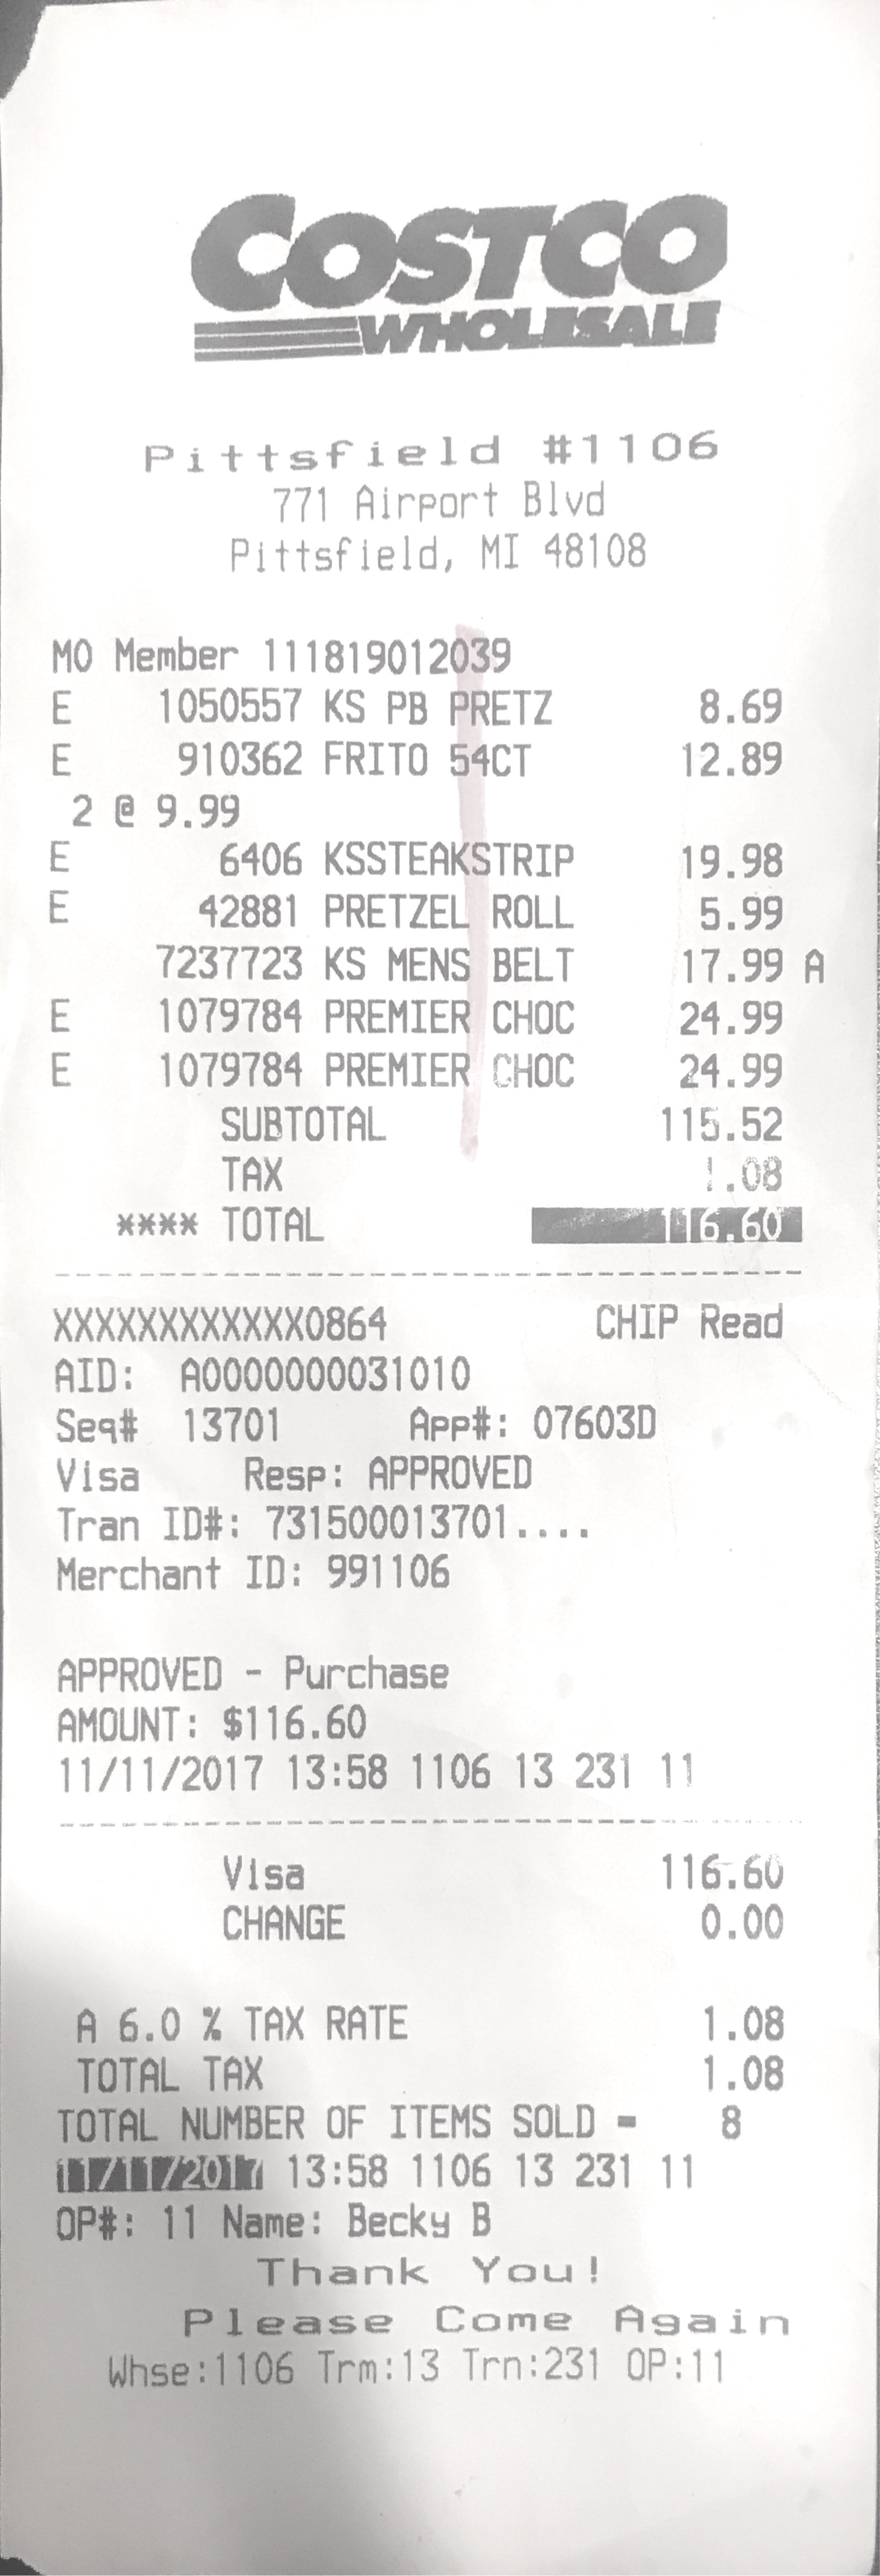 COSTCO
WHOLESALE
Pittsfield #1106
771 Airport Blvd
Pittsfield, MI 48108
MO Member 111819012039
E 1050557 KS PB PRETZ 8.69
E 910362 FRITO 54CT 12.89
2 @ 9.99
E 6406 KSSTEAKSTRIP 19.98
E 42881 PRETZEL ROLL 5.99
7237723 KS MENS BELT 17.99 A
E 1079784 PREMIER CHOC 24.99
E 1079784 PREMIER CHOC 24.99
SUBTOTAL 115.52
TAX 1.08
**** TOTAL 116.60
XXXXXXXXXXXX0864 CHIP Read
AID: A0000000031010
Seq# 13701 App#: 07603D
Visa Resp: APPROVED
Tran ID#: 731500013701....
Merchant ID: 991106
APPROVED - Purchase
AMOUNT: $116.60
11/11/2017 13:58 1106 13 231 11
Visa 116.60
CHANGE 0.00
A 6.0 % TAX RATE 1.08
TOTAL TAX 1.08
TOTAL NUMBER OF ITEMS SOLD = 8
11/11/2017 13:58 1106 13 231 11
OP#: 11 Name: Becky B
Thank You!
Please Come Again
Whse:1106 Trm:13 Trn:231 OP:11